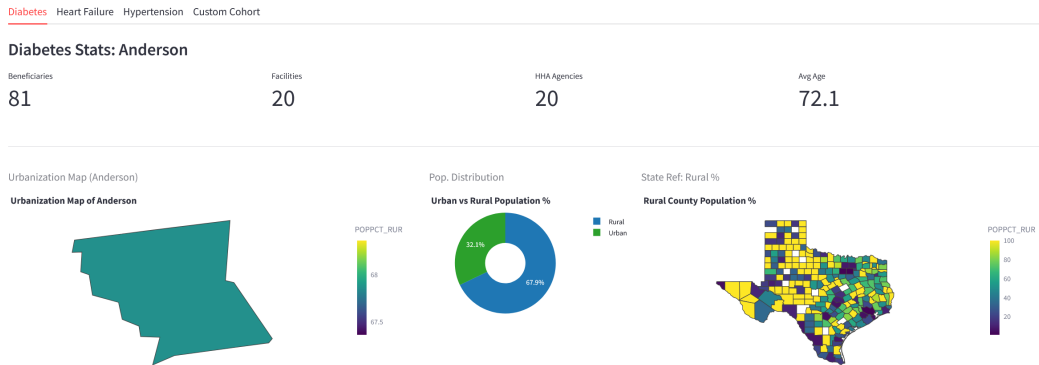 Diabetes Heart Failure Hypertension Custom Cohort
Diabetes Stats: Anderson
Beneficiaries Facilities HHA Agencies Avg Age
81 20 20 72.1
Urbanization Map (Anderson) Pop. Distribution State Ref: Rural %
Urbanization Map of Anderson
POPPCT_RUR
68
67.5
Urban vs Rural Population %
Rural
Urban
32.1%
67.9%
Rural County Population %
POPPCT_RUR
100
80
60
40
20